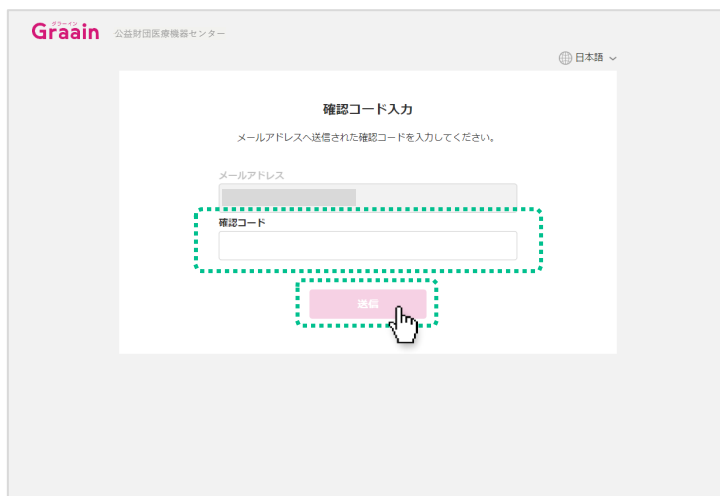 グラーイン
Graain 公益財団医療機器センター
日本語
確認コード入力
メールアドレスへ送信された確認コードを入力してください。
メールアドレス
確認コード
送信